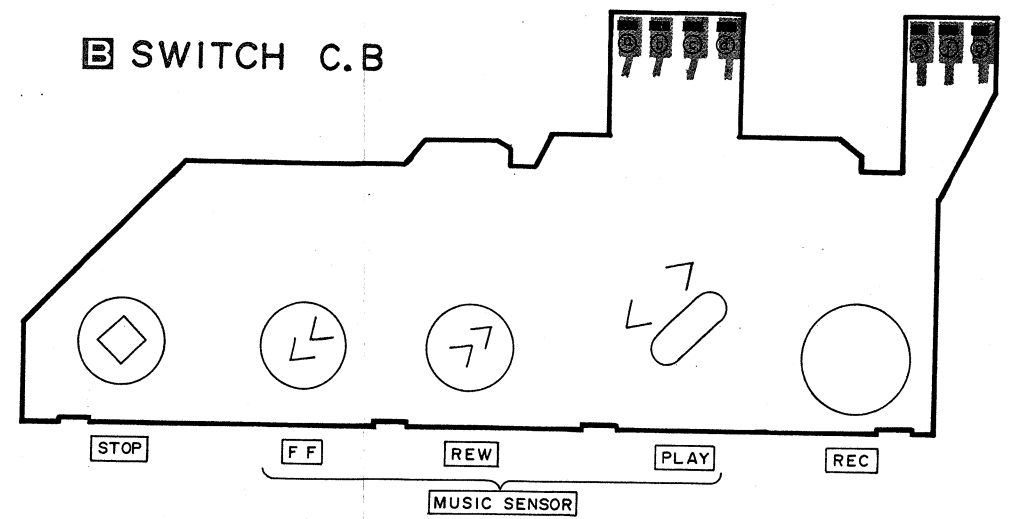 B SWITCH C.B
a b c d
e f g
STOP
F F
REW
PLAY
REC
MUSIC SENSOR